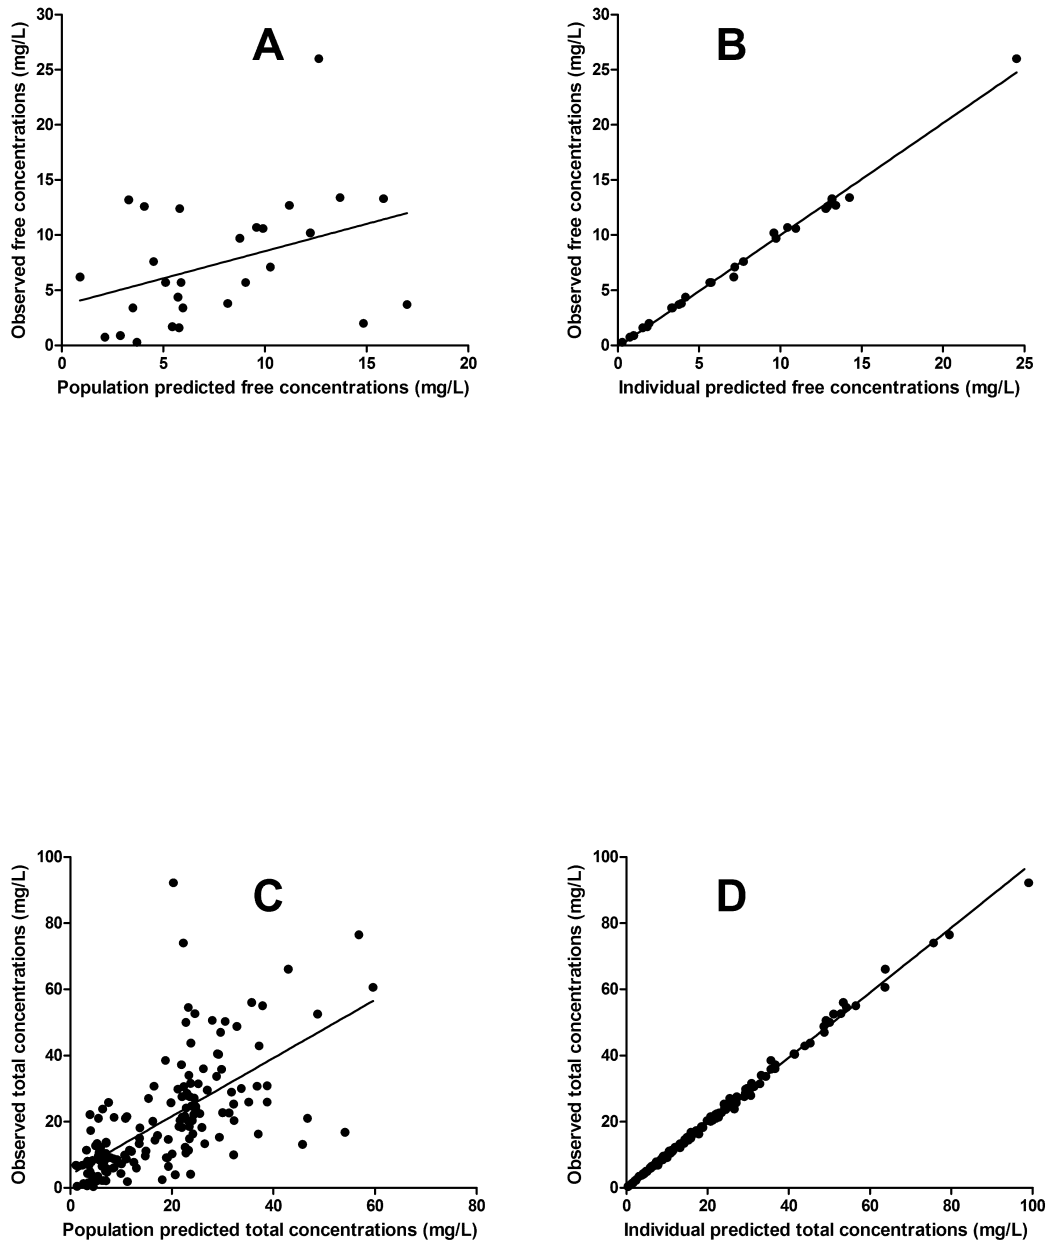 A
Observed free concentrations (mg/L)
30
25
20
15
10
5
0
0 5 10 15 20
Population predicted free concentrations (mg/L)
B
Observed free concentrations (mg/L)
30
25
20
15
10
5
0
0 5 10 15 20 25
Individual predicted free concentrations (mg/L)
C
Observed total concentrations (mg/L)
100
80
60
40
20
0
0 20 40 60 80
Population predicted total concentrations (mg/L)
D
Observed total concentrations (mg/L)
100
80
60
40
20
0
0 20 40 60 80 100
Individual predicted total concentrations (mg/L)